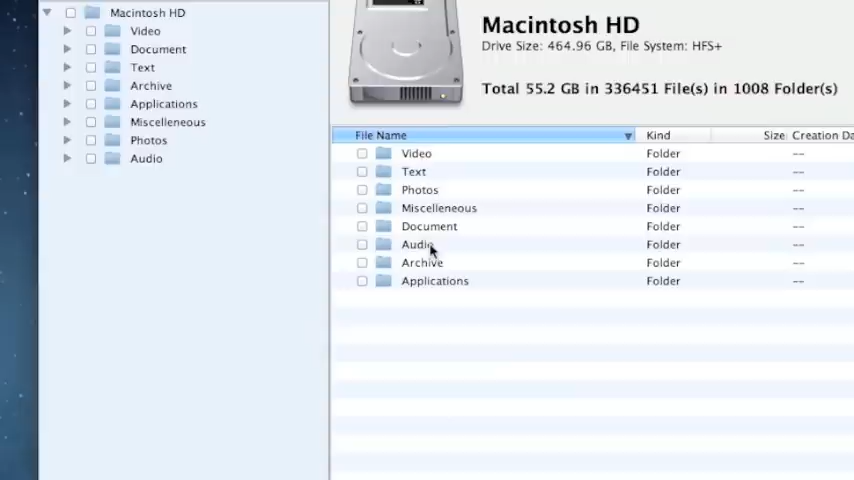 Macintosh HD
Video
Document
Text
Archive
Applications
Miscellaneous
Photos
Audio
Macintosh HD
Drive Size: 464.96 GB, File System: HFS+
Total 55.2 GB in 336451 File(s) in 1008 Folder(s)
File Name Kind Size Creation Da
Video Folder --
Text Folder --
Photos Folder --
Miscelleneous Folder --
Document Folder --
Audio Folder --
Archive Folder --
Applications Folder --